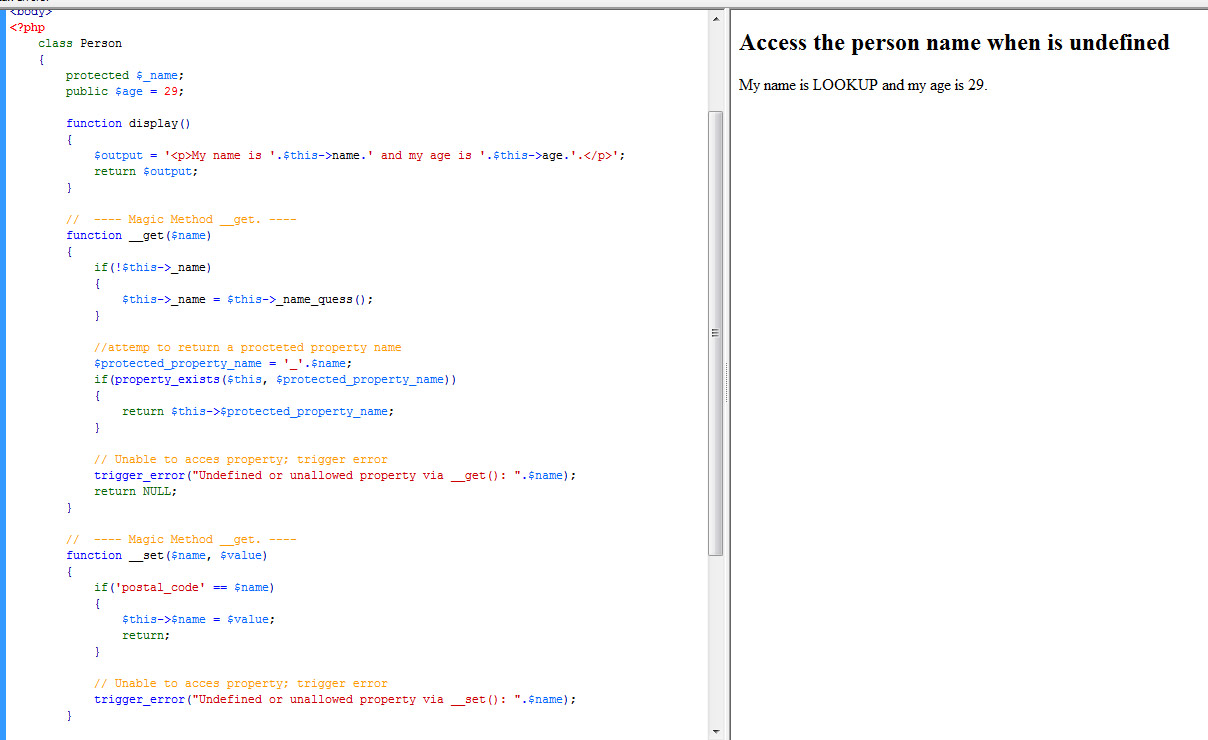 <body>
<?php
class Person
{
protected $_name;
public $age = 29;
function display()
{
$output = '<p>My name is '.$this->name.' and my age is '.$this->age.'.</p>';
return $output;
}
// ---- Magic Method __get. ----
function __get($name)
{
if(!$this->_name)
{
$this->_name = $this->_name_quess();
}
//attemp to return a procteted property name
$protected_property_name = '_'.$name;
if(property_exists($this, $protected_property_name))
{
return $this->$protected_property_name;
}
// Unable to acces property; trigger error
trigger_error("Undefined or unallowed property via __get(): ".$name);
return NULL;
}
// ---- Magic Method __get. ----
function __set($name, $value)
{
if('postal_code' == $name)
{
$this->$name = $value;
return;
}
// Unable to acces property; trigger error
trigger_error("Undefined or unallowed property via __set(): ".$name);
}
Access the person name when is undefined
My name is LOOKUP and my age is 29.